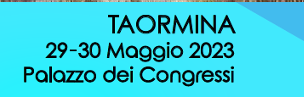 TAORMINA
29-30 Maggio 2023
Palazzo dei Congressi